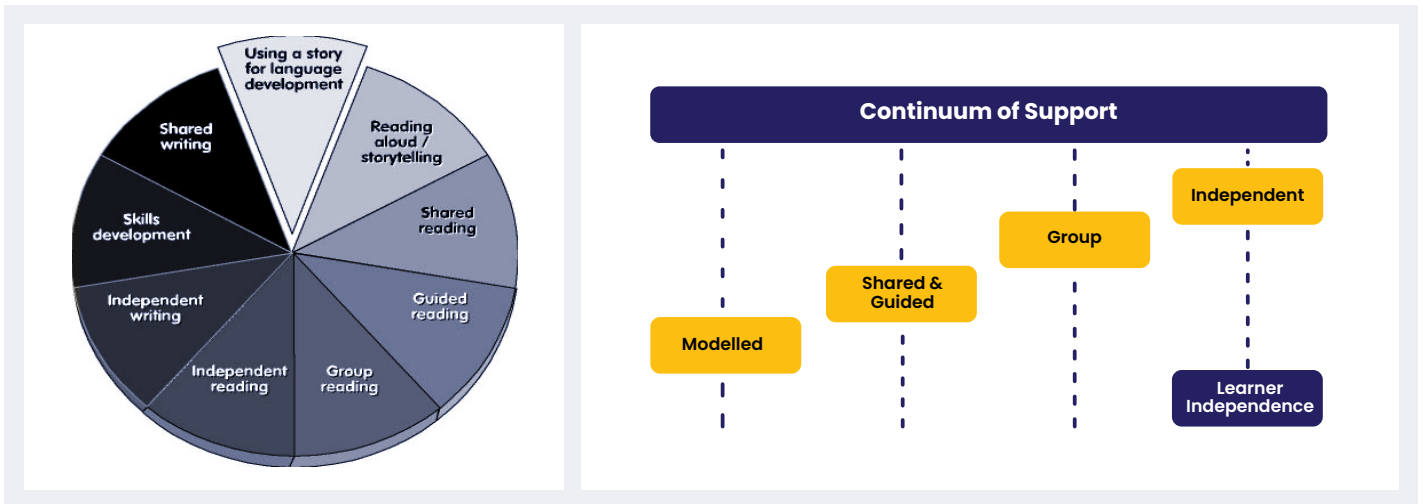 Using a story
for language
development
Reading
aloud /
storytelling
Shared
reading
Guided
reading
Group
reading
Independent
reading
Independent
writing
Skills
development
Shared
writing
Continuum of Support
Modelled
Shared &
Guided
Group
Independent
Learner
Independence